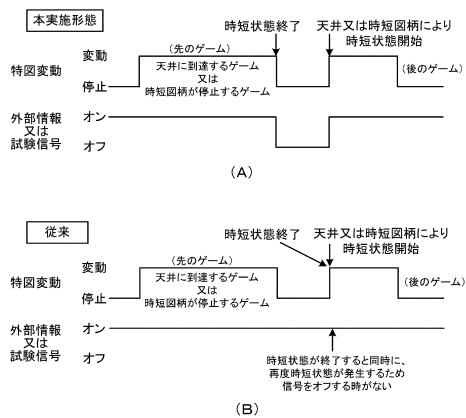 本実施形態
時短状態終了
天井又は時短図柄により
時短状態開始
特図変動
変動
停止
(先のゲーム)
天井に到達するゲーム
又は
時短図柄が停止するゲーム
(後のゲーム)
外部情報
又は
試験信号
オン
オフ
(A)
従来
時短状態終了
天井又は時短図柄により
時短状態開始
特図変動
変動
停止
(先のゲーム)
天井に到達するゲーム
又は
時短図柄が停止するゲーム
(後のゲーム)
外部情報
又は
試験信号
オン
オフ
時短状態が終了すると同時に、
再度時短状態が発生するため
信号をオフする時がない
(B)